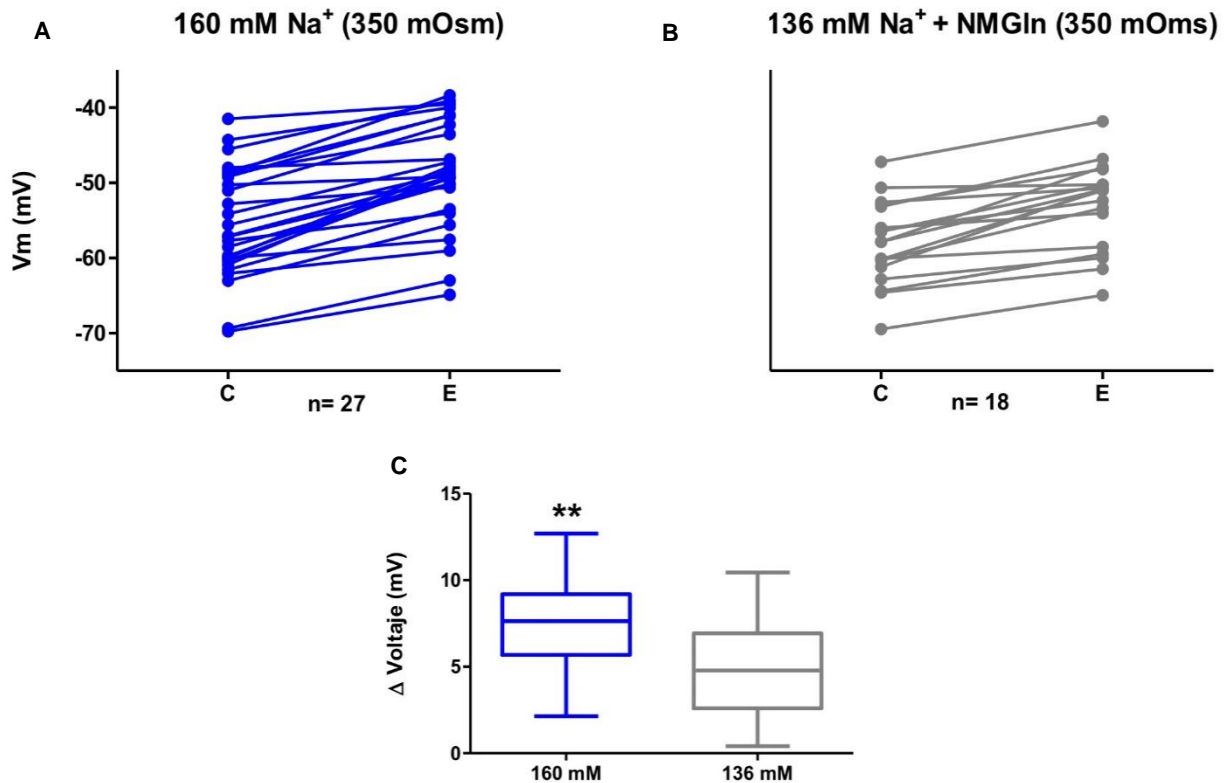 A
160 mM Na⁺ (350 mOsm)
Vm (mV)
-40
-50
-60
-70
C
E
n= 27
B
136 mM Na⁺ + NMGln (350 mOms)
C
E
n= 18
C
Δ Voltaje (mV)
15
10
5
0
**
160 mM
136 mM